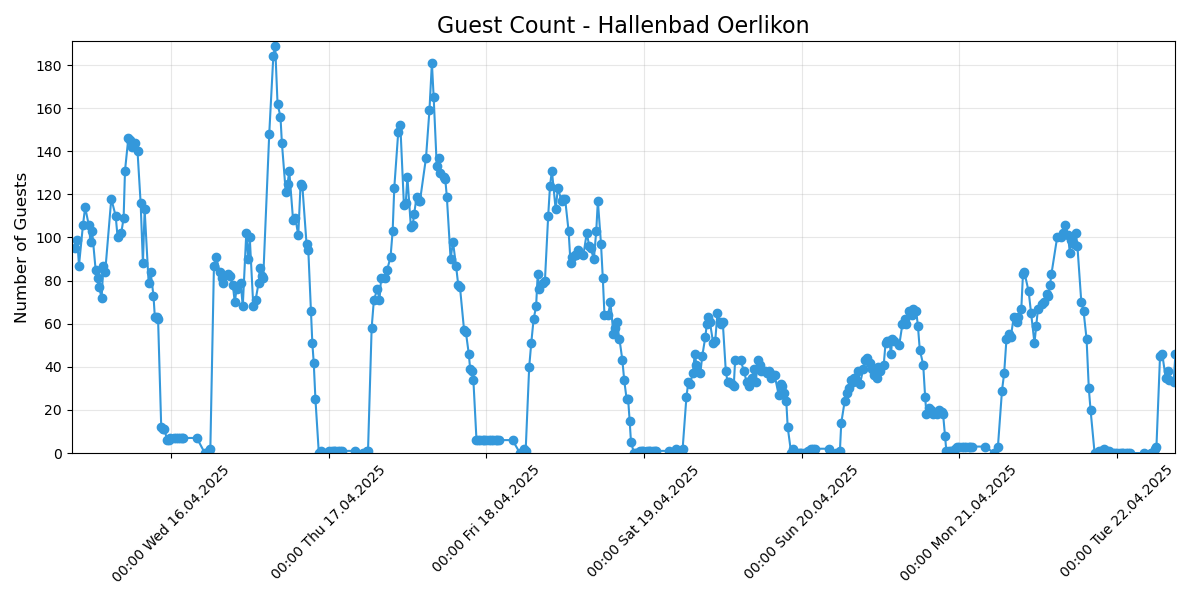 Guest Count - Hallenbad Oerlikon
Number of Guests
180
160
140
120
100
80
60
40
20
0
00:00 Wed 16.04.2025
00:00 Thu 17.04.2025
00:00 Fri 18.04.2025
00:00 Sat 19.04.2025
00:00 Sun 20.04.2025
00:00 Mon 21.04.2025
00:00 Tue 22.04.2025